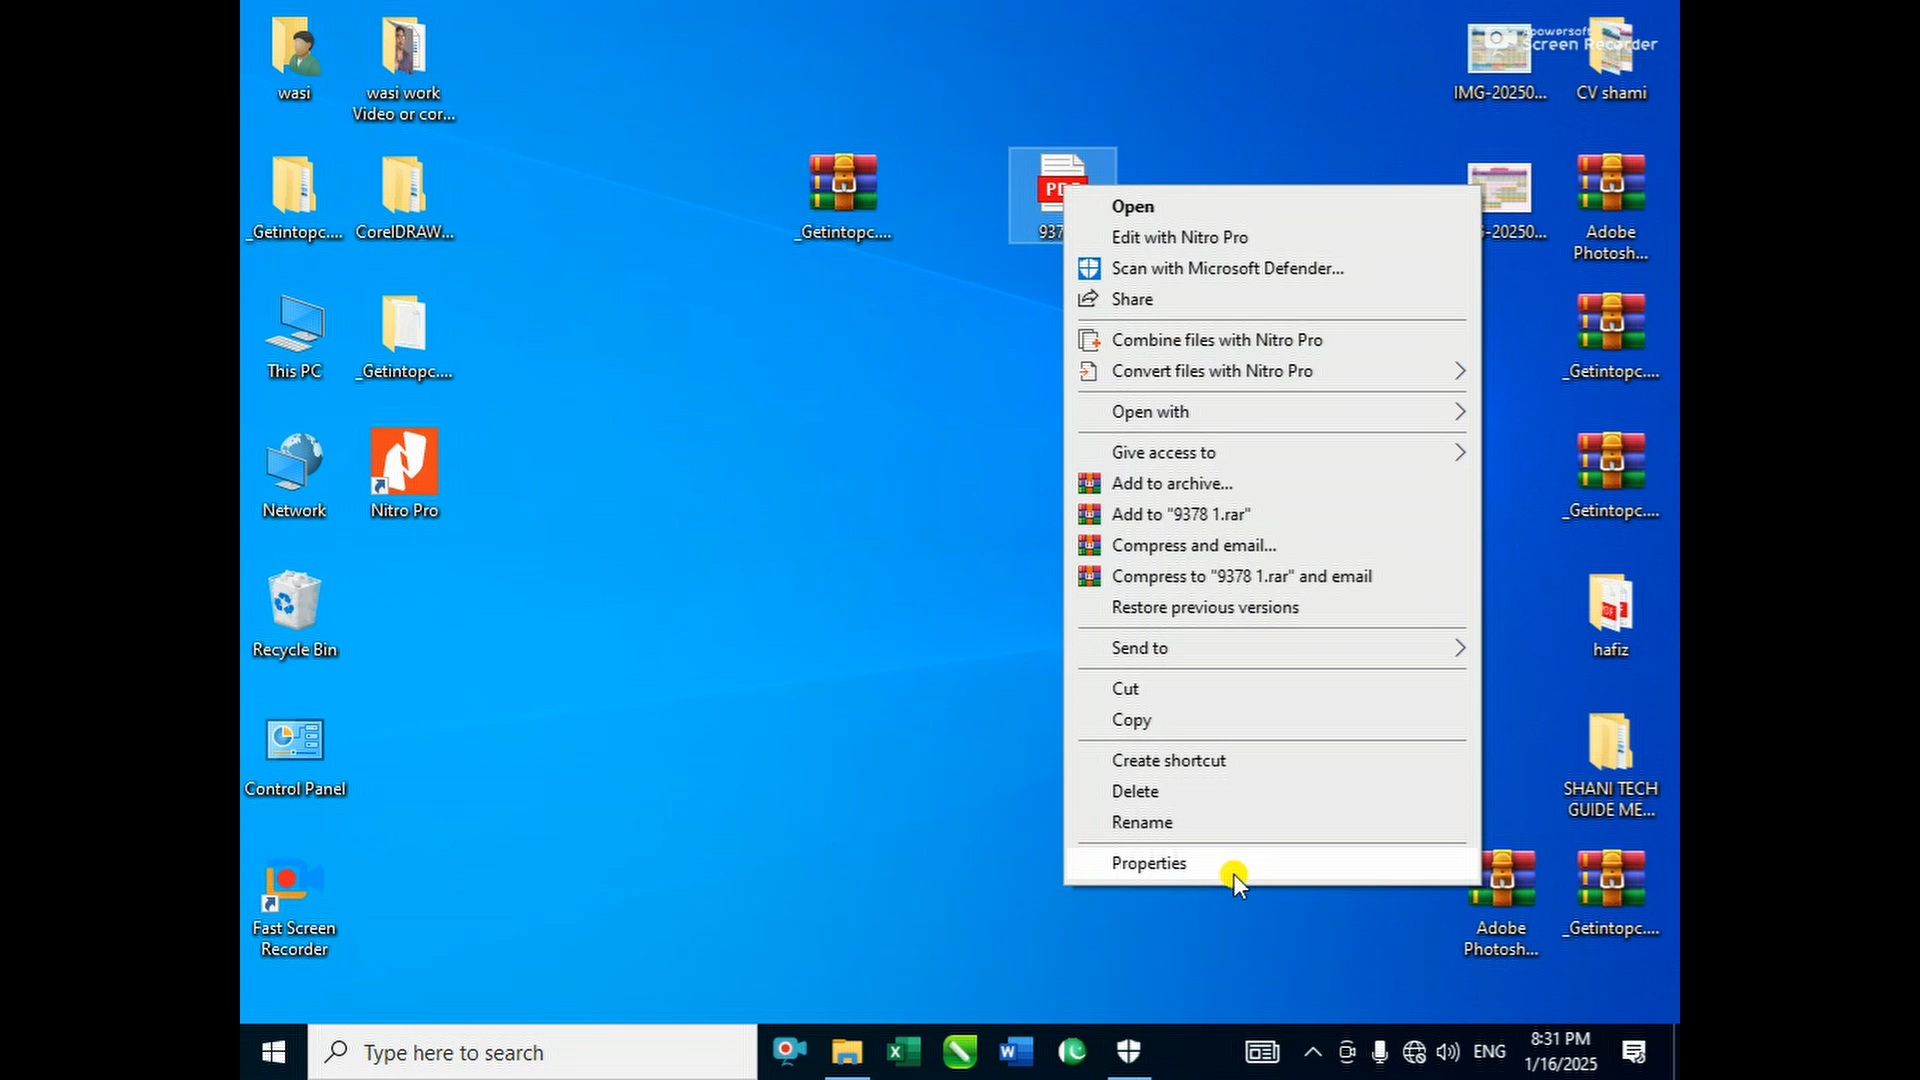 wasi
wasi work
Video or cor...
_Getintopc....
CorelDRAW...
This PC
_Getintopc....
Network
Nitro Pro
Recycle Bin
Control Panel
Fast Screen
Recorder
_Getintopc....
937
Open
Edit with Nitro Pro
Scan with Microsoft Defender...
Share
Combine files with Nitro Pro
Convert files with Nitro Pro
Open with
Give access to
Add to archive...
Add to "9378 1.rar"
Compress and email...
Compress to "9378 1.rar" and email
Restore previous versions
Send to
Cut
Copy
Create shortcut
Delete
Rename
Properties
Apowersoft
Screen Recorder
IMG-20250...
CV shami
-20250...
Adobe
Photosh...
_Getintopc....
_Getintopc....
hafiz
SHANI TECH
GUIDE ME...
Adobe
Photosh...
_Getintopc....
Type here to search
ENG
8:31 PM
1/16/2025